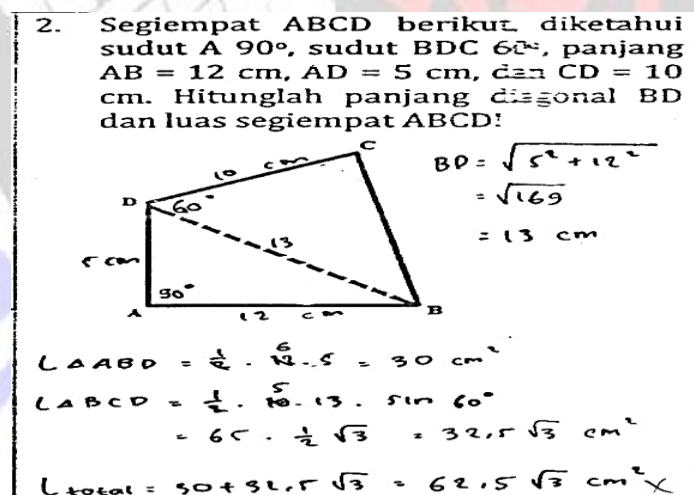 2. Segiempat ABCD berikut diketahui
sudut A 90°, sudut BDC 60°, panjang
AB = 12 cm, AD = 5 cm, dan CD = 10
cm. Hitunglah panjang diagonal BD
dan luas segiempat ABCD!
C
10 cm
D
60°
13
5 cm
90°
A
12 cm
B
BD = √5² + 12²
= √169
= 13 cm
L △ ABD = 1/2 . 12 6 . 5 = 30 cm²
L △ BCD = 1/2 . 10 5 . 13 . sin 60°
= 65 . 1/2 √3 = 32,5 √3 cm²
L total = 30 + 32,5 √3 = 62,5 √3 cm² X